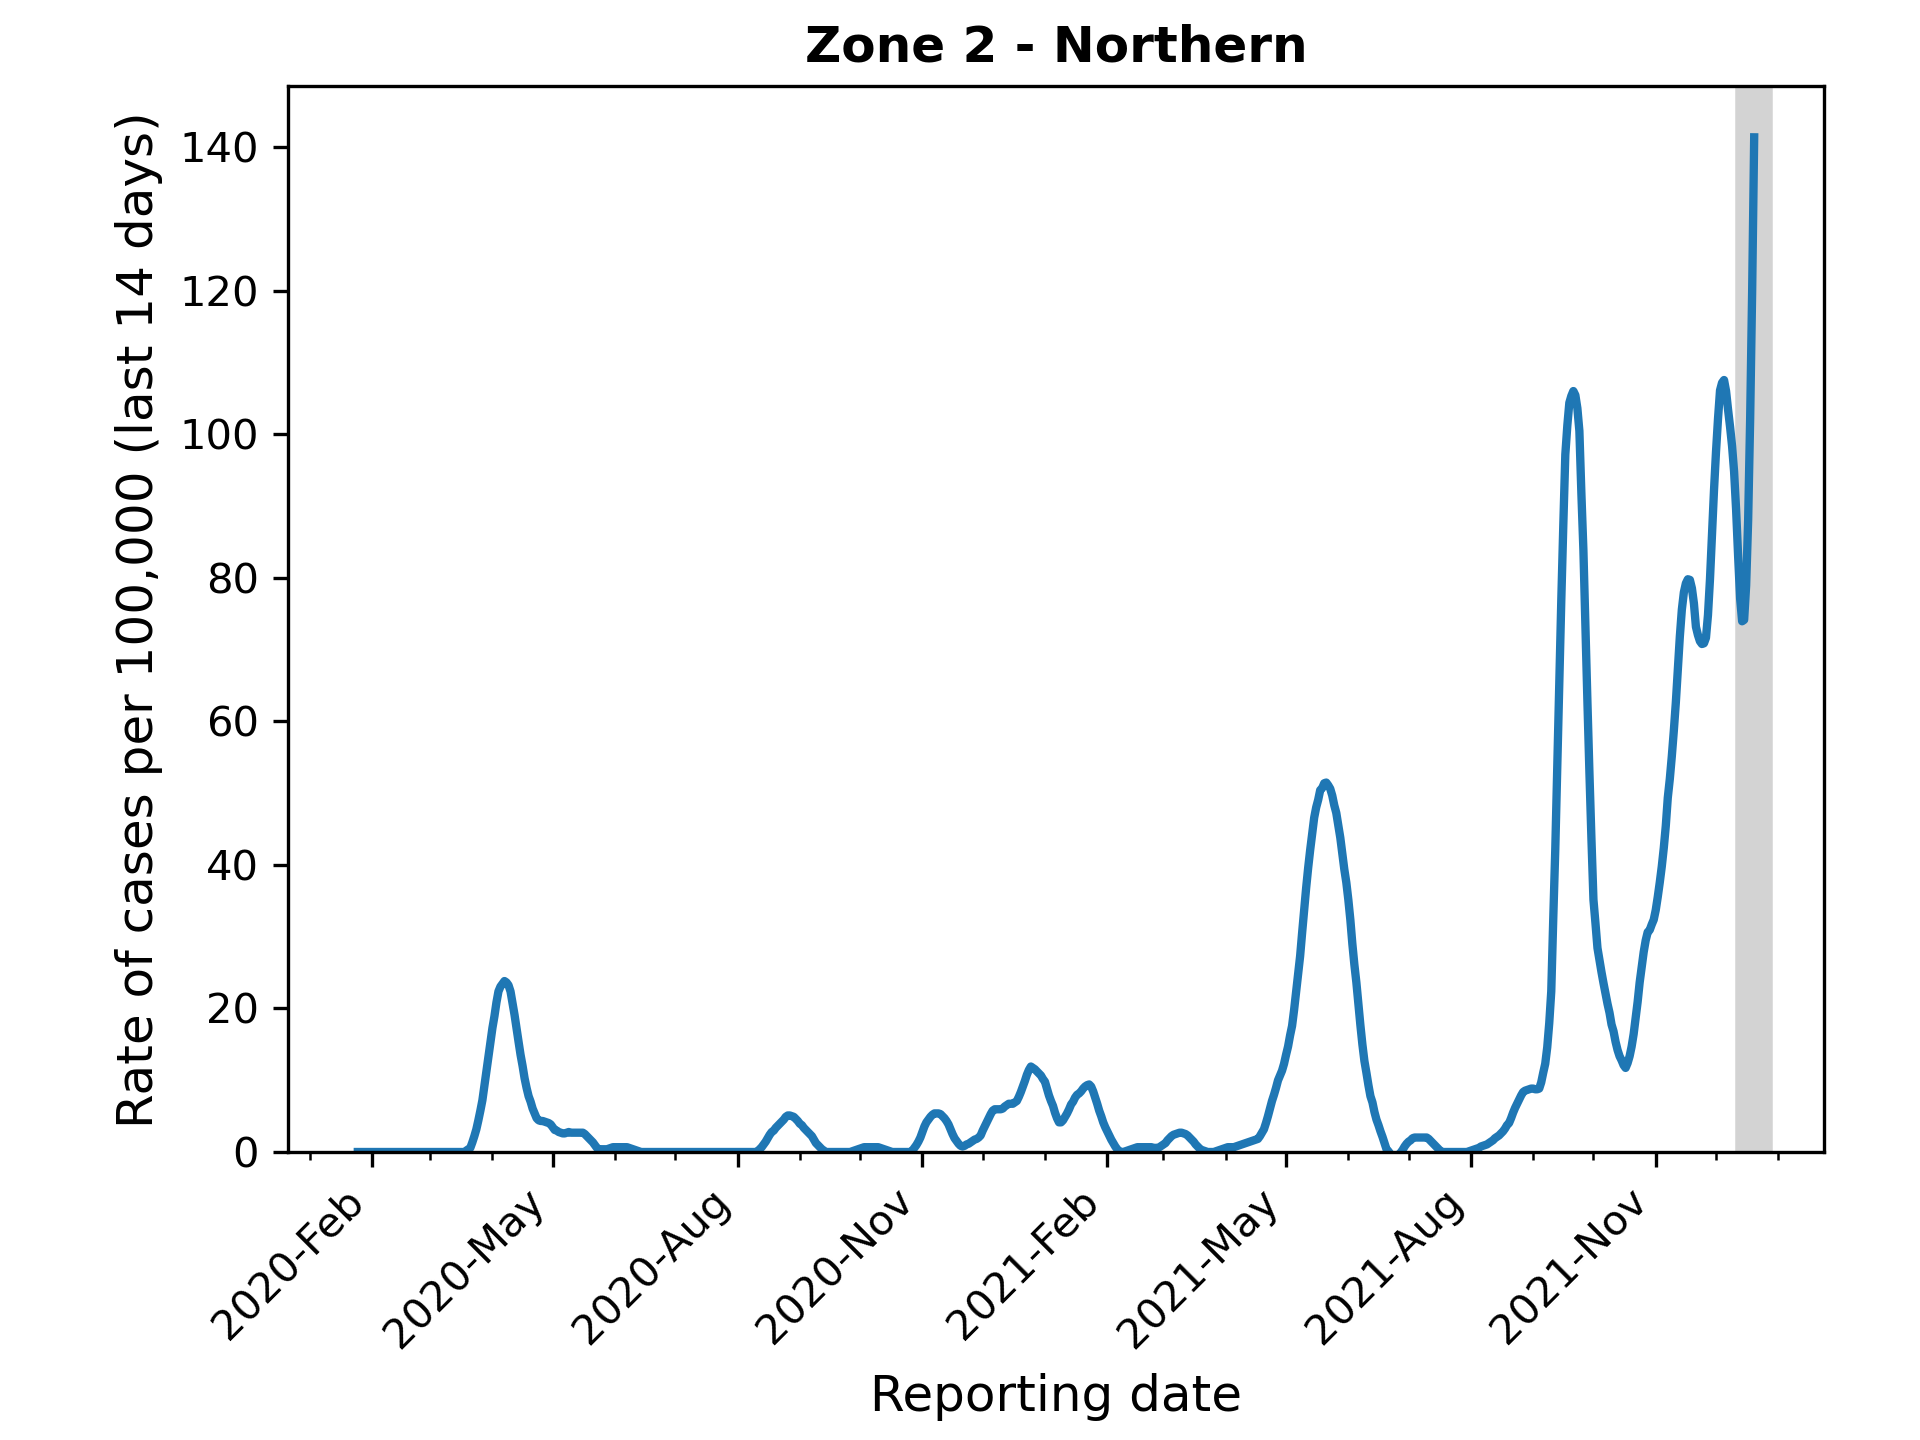 Zone 2 - Northern
Rate of cases per 100,000 (last 14 days)
140
120
100
80
60
40
20
0
2020-Feb
2020-May
2020-Aug
2020-Nov
2021-Feb
2021-May
2021-Aug
2021-Nov
Reporting date